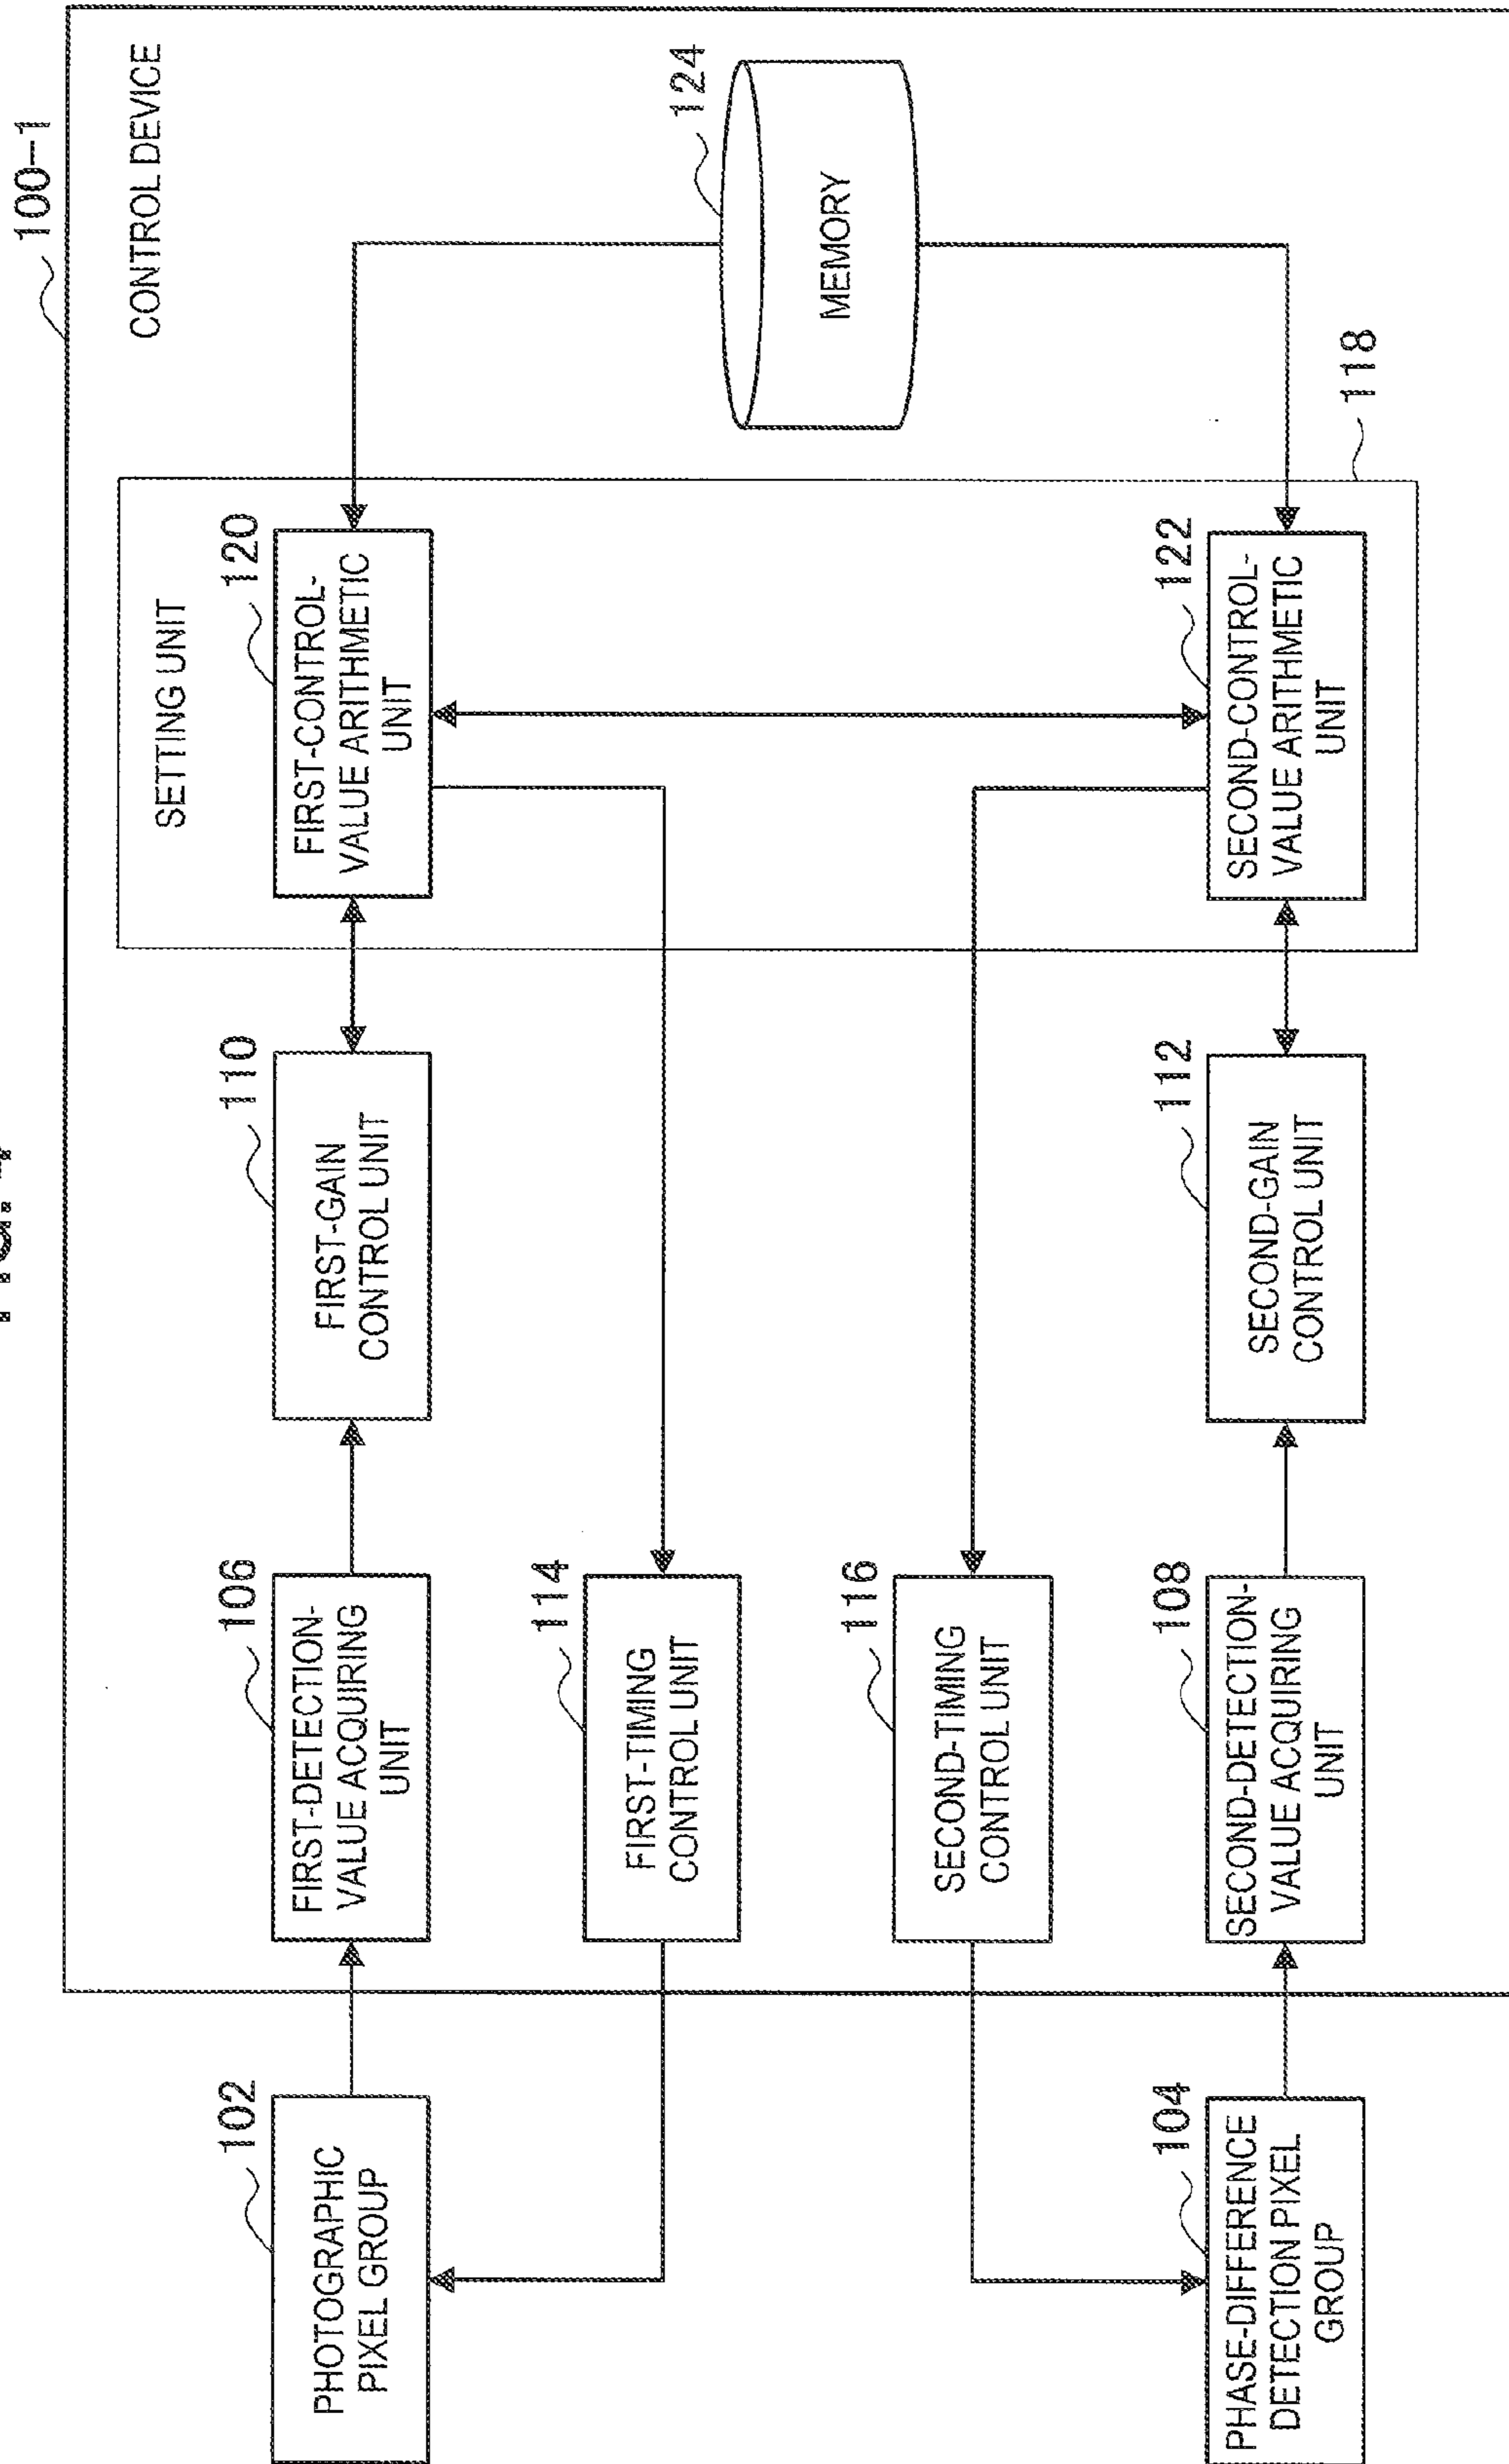 100-1
CONTROL DEVICE
SETTING UNIT
102
PHOTOGRAPHIC
PIXEL GROUP
106
FIRST-DETECTION-
VALUE ACQUIRING
UNIT
110
FIRST-GAIN
CONTROL UNIT
120
FIRST-CONTROL-
VALUE ARITHMETIC
UNIT
114
FIRST-TIMING
CONTROL UNIT
124
MEMORY
116
SECOND-TIMING
CONTROL UNIT
104
PHASE-DIFFERENCE
DETECTION PIXEL
GROUP
108
SECOND-DETECTION-
VALUE ACQUIRING
UNIT
112
SECOND-GAIN
CONTROL UNIT
122
SECOND-CONTROL-
VALUE ARITHMETIC
UNIT
118